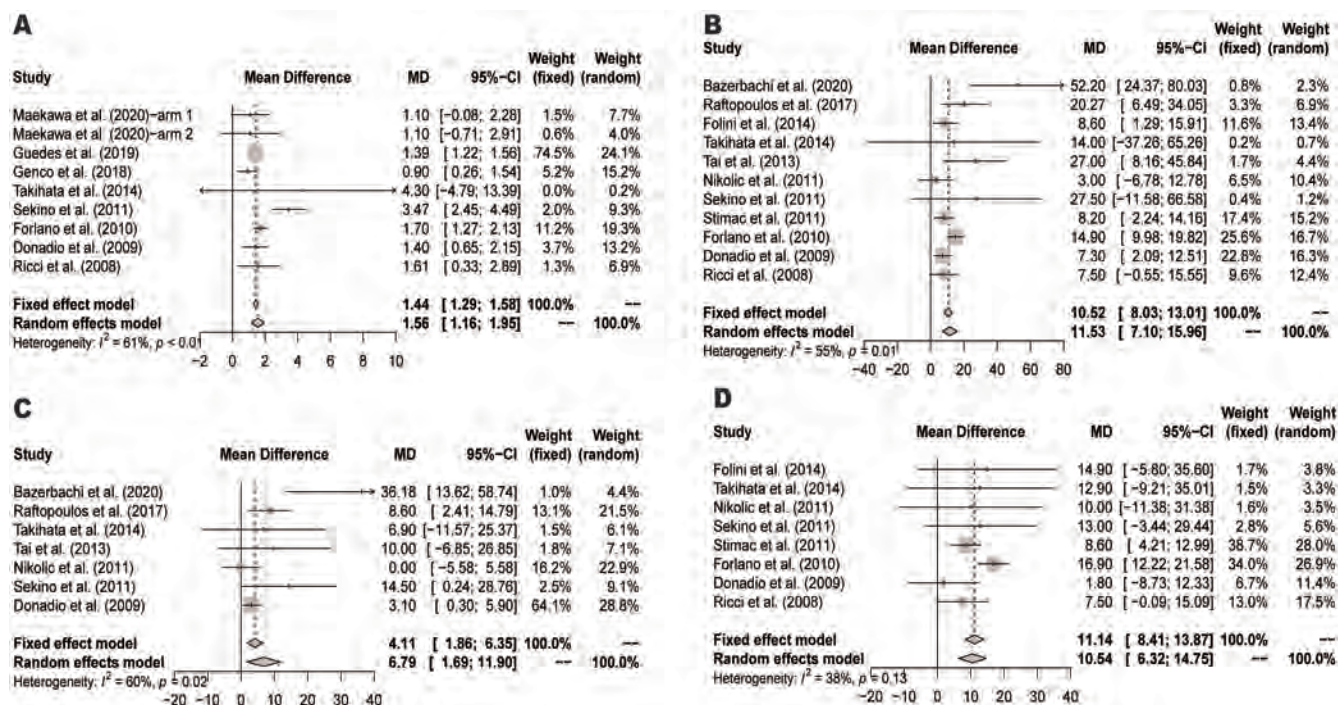 A
Weight Weight
Study Mean Difference MD 95%−CI (fixed) (random)
Maekawa et al. (2020)−arm 1 1.10 [−0.08; 2.28] 1.5% 7.7%
Maekawa et al. (2020)−arm 2 1.10 [−0.71; 2.91] 0.6% 4.0%
Guedes et al. (2019) 1.39 [1.22; 1.56] 74.5% 24.1%
Genco et al. (2018) 0.90 [0.26; 1.54] 5.2% 15.2%
Takihata et al. (2014) 4.30 [−4.79; 13.39] 0.0% 0.2%
Sekino et al. (2011) 3.47 [2.45; 4.49] 2.0% 9.3%
Forlano et al. (2010) 1.70 [1.27; 2.13] 11.2% 19.3%
Donadio et al. (2009) 1.40 [0.65; 2.15] 3.7% 13.2%
Ricci et al. (2008) 1.61 [0.33; 2.89] 1.3% 6.9%
Fixed effect model 1.44 [1.29; 1.58] 100.0% −−
Random effects model 1.56 [1.16; 1.95] −− 100.0%
Heterogeneity: I² = 61%, p < 0.01
−2 0 2 4 6 8 10
B
Weight Weight
Study Mean Difference MD 95%−CI (fixed) (random)
Bazerbachi et al. (2020) 52.20 [24.37; 80.03] 0.8% 2.3%
Raftopoulos et al. (2017) 20.27 [6.49; 34.05] 3.3% 6.9%
Folini et al. (2014) 8.60 [1.29; 15.91] 11.6% 13.4%
Takihata et al. (2014) 14.00 [−37.26; 65.26] 0.2% 0.7%
Tai et al. (2013) 27.00 [8.16; 45.84] 1.7% 4.4%
Nikolic et al. (2011) 3.00 [−6.78; 12.78] 6.5% 10.4%
Sekino et al. (2011) 27.50 [−11.58; 66.58] 0.4% 1.2%
Stimac et al. (2011) 8.20 [2.24; 14.16] 17.4% 15.2%
Forlano et al. (2010) 14.90 [9.98; 19.82] 25.6% 16.7%
Donadio et al. (2009) 7.30 [2.09; 12.51] 22.8% 16.3%
Ricci et al. (2008) 7.50 [−0.55; 15.55] 9.6% 12.4%
Fixed effect model 10.52 [8.03; 13.01] 100.0% −−
Random effects model 11.53 [7.10; 15.96] −− 100.0%
Heterogeneity: I² = 55%, p = 0.01
−40 −20 0 20 40 60 80
C
Weight Weight
Study Mean Difference MD 95%−CI (fixed) (random)
Bazerbachi et al. (2020) 36.18 [13.62; 58.74] 1.0% 4.4%
Raftopoulos et al. (2017) 8.60 [2.41; 14.79] 13.1% 21.5%
Takihata et al. (2014) 6.90 [−11.57; 25.37] 1.5% 6.1%
Tai et al. (2013) 10.00 [−6.85; 26.85] 1.8% 7.1%
Nikolic et al. (2011) 0.00 [−5.58; 5.58] 16.2% 22.9%
Sekino et al. (2011) 14.50 [0.24; 28.76] 2.5% 9.1%
Donadio et al. (2009) 3.10 [0.30; 5.90] 64.1% 28.8%
Fixed effect model 4.11 [1.86; 6.35] 100.0% −−
Random effects model 6.79 [1.69; 11.90] −− 100.0%
Heterogeneity: I² = 60%, p = 0.02
−20 −10 0 10 20 30 40
D
Weight Weight
Study Mean Difference MD 95%−CI (fixed) (random)
Folini et al. (2014) 14.90 [−5.80; 35.60] 1.7% 3.8%
Takihata et al. (2014) 12.90 [−9.21; 35.01] 1.5% 3.3%
Nikolic et al. (2011) 10.00 [−11.38; 31.38] 1.6% 3.5%
Sekino et al. (2011) 13.00 [−3.44; 29.44] 2.8% 5.6%
Stimac et al. (2011) 8.60 [4.21; 12.99] 38.7% 28.0%
Forlano et al. (2010) 16.90 [12.22; 21.58] 34.0% 26.9%
Donadio et al. (2009) 1.80 [−8.73; 12.33] 6.7% 11.4%
Ricci et al. (2008) 7.50 [−0.09; 15.09] 13.0% 17.5%
Fixed effect model 11.14 [8.41; 13.87] 100.0% −−
Random effects model 10.54 [6.32; 14.75] −− 100.0%
Heterogeneity: I² = 38%, p = 0.13
−20 −10 0 10 20 30 40